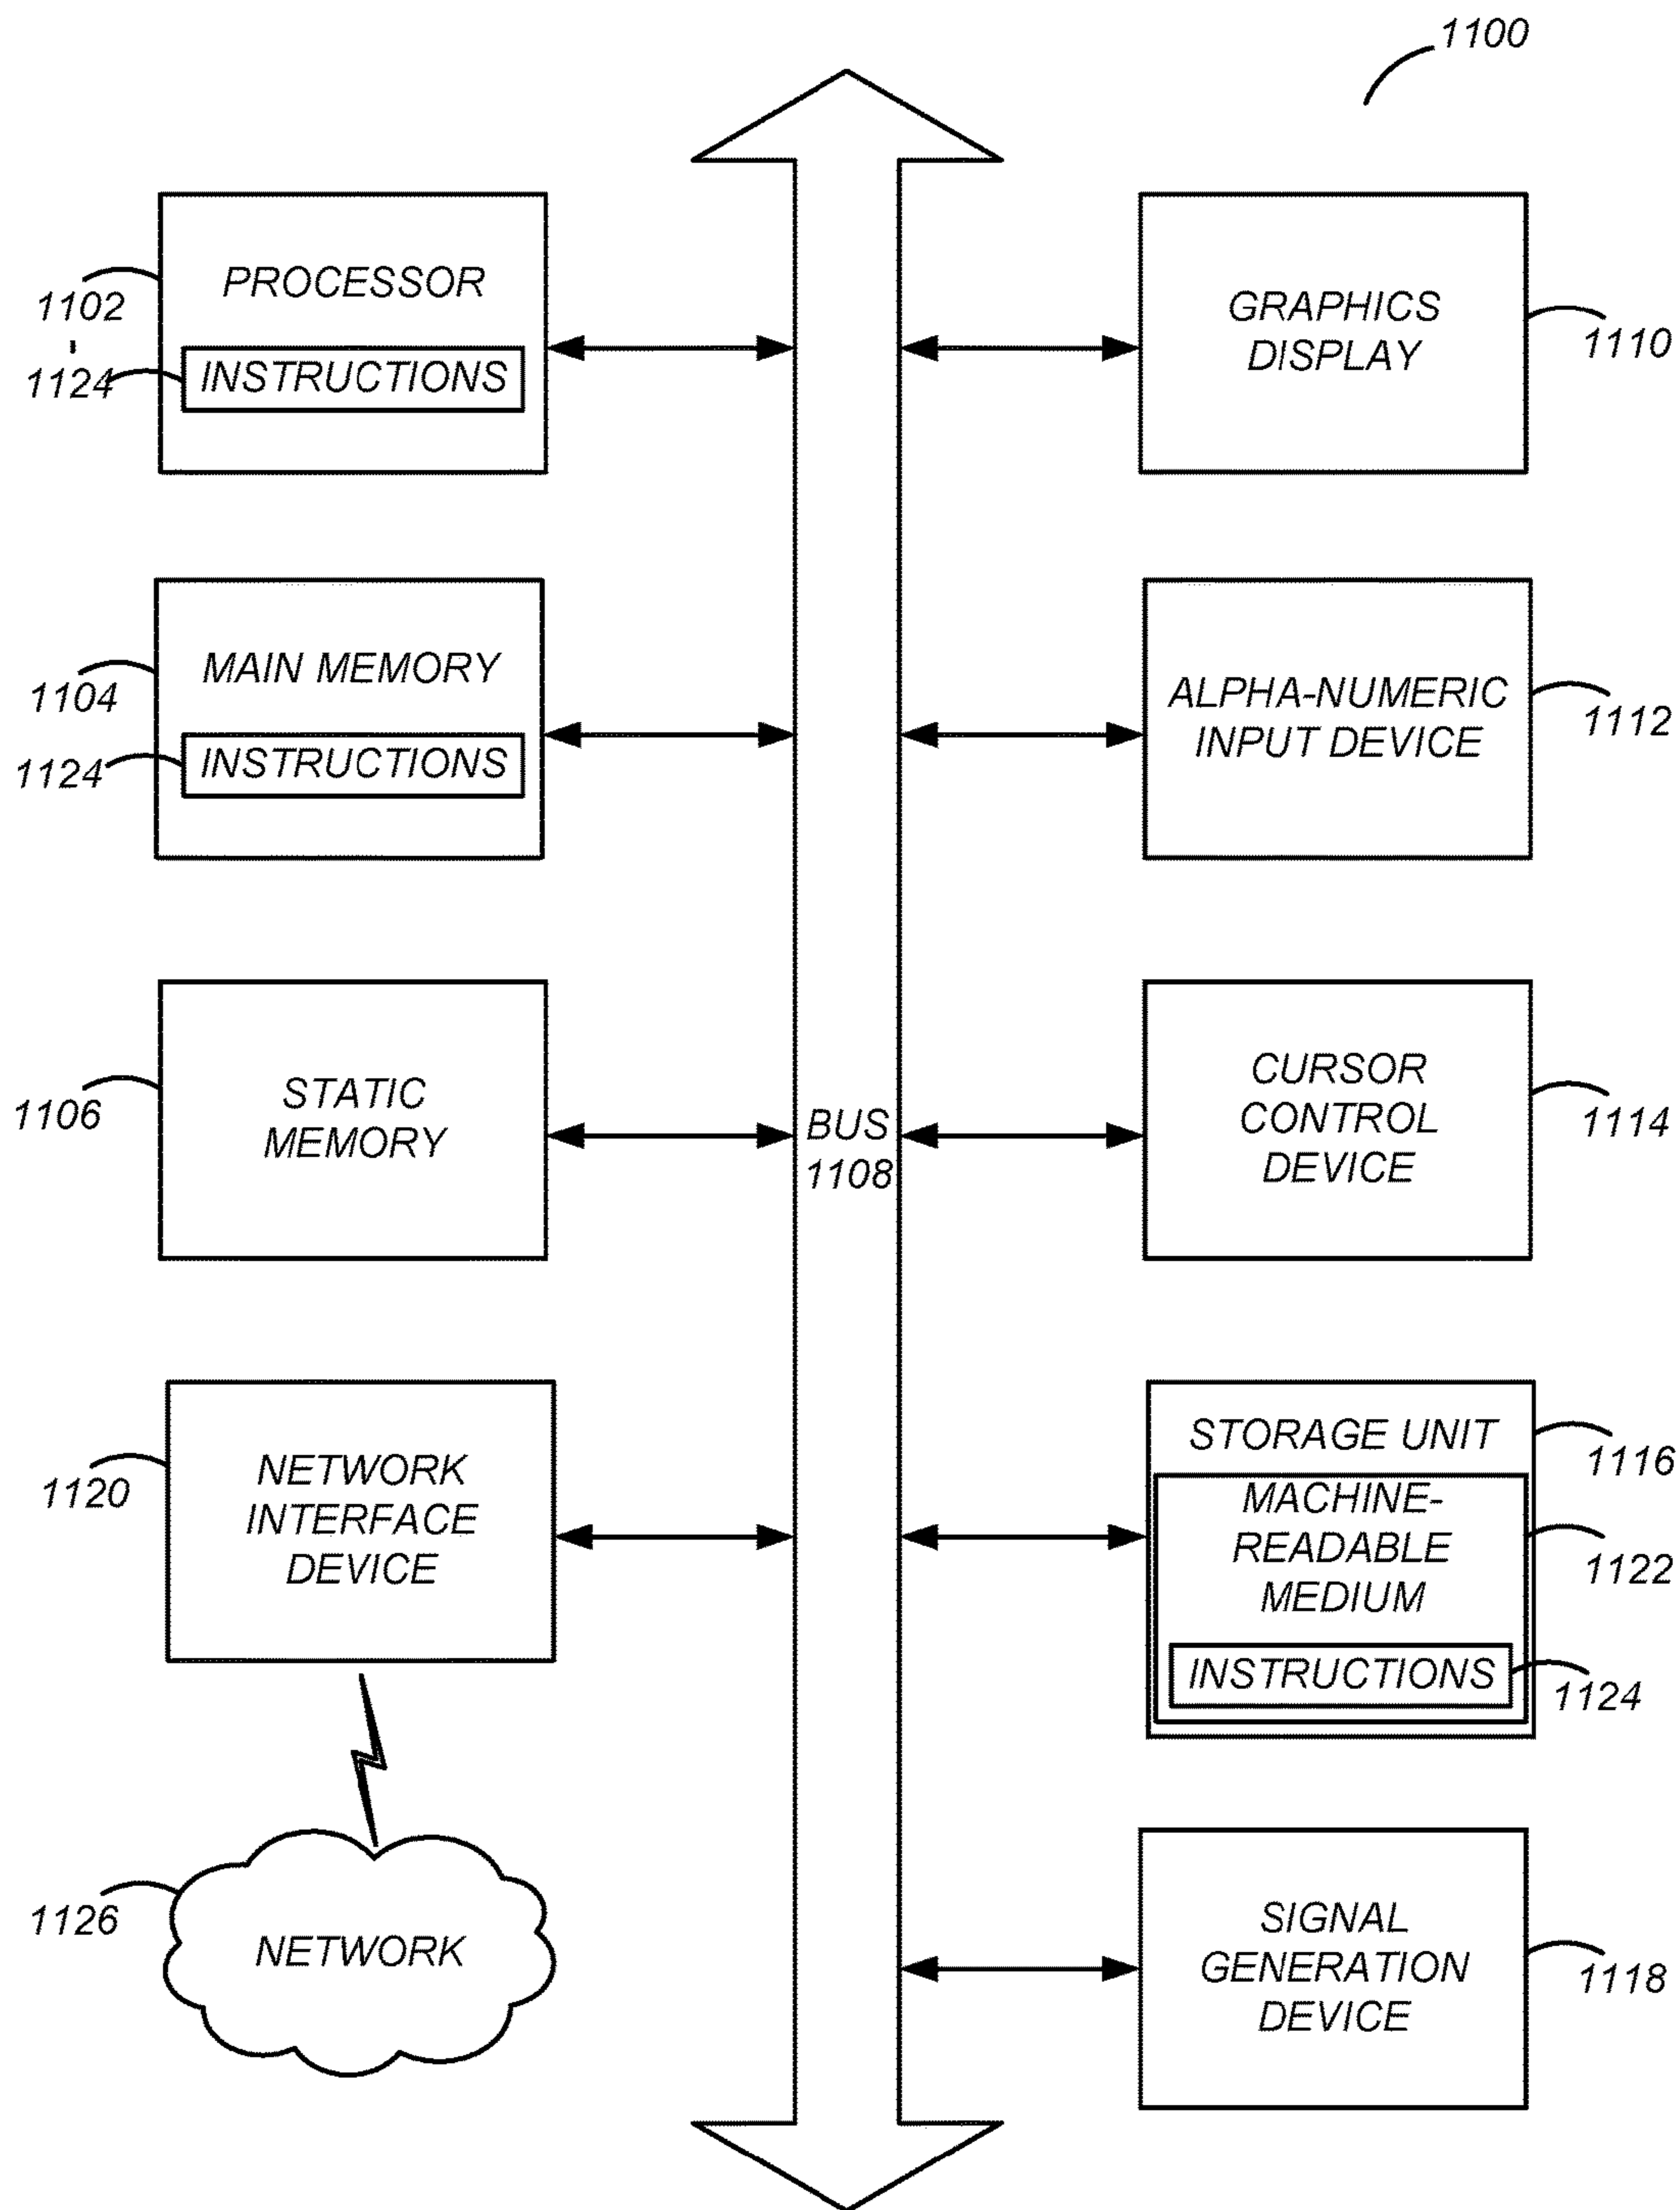 1100
PROCESSOR
1102
1124
INSTRUCTIONS
GRAPHICS
DISPLAY
1110
MAIN MEMORY
1104
1124
INSTRUCTIONS
ALPHA-NUMERIC
INPUT DEVICE
1112
STATIC
MEMORY
1106
BUS
1108
CURSOR
CONTROL
DEVICE
1114
NETWORK
INTERFACE
DEVICE
1120
STORAGE UNIT
1116
MACHINE-
READABLE
MEDIUM
1122
INSTRUCTIONS
1124
1126
NETWORK
SIGNAL
GENERATION
DEVICE
1118